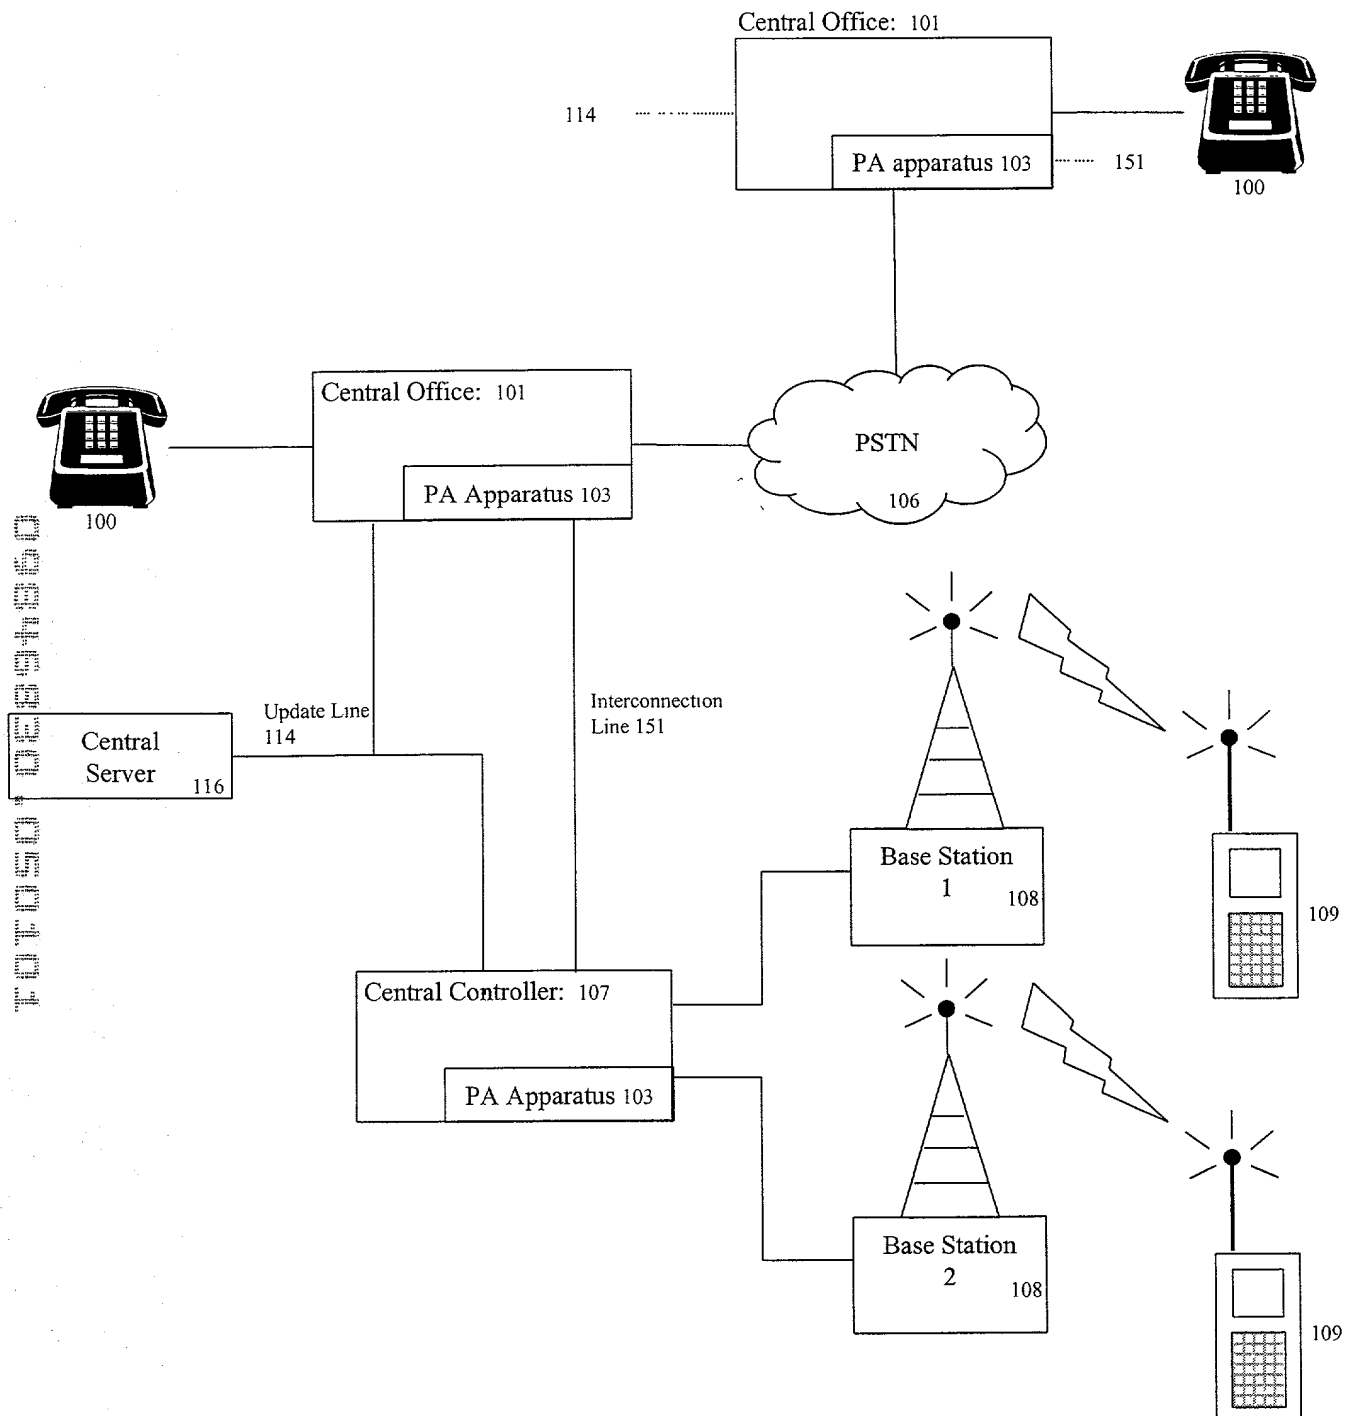 Central Office: 101
114
PA apparatus 103
151
100
Central Office: 101
PSTN
PA Apparatus 103
106
100
Update Line
114
Interconnection
Line 151
Central
Server
116
Base Station
1
108
109
Central Controller: 107
PA Apparatus 103
Base Station
2
108
109